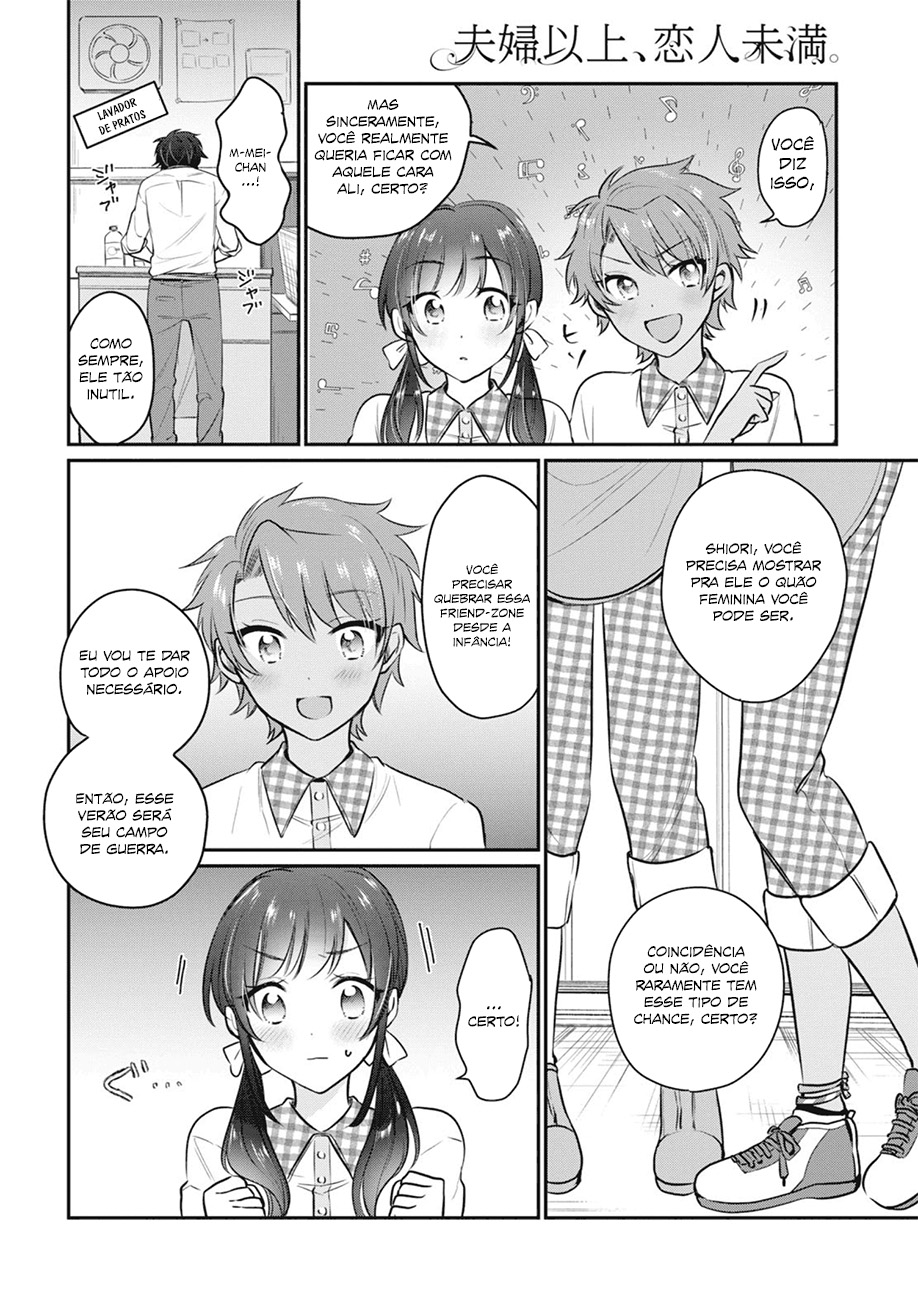 夫婦以上、恋人未満。
VOCÊ
DIZ
ISSO,
MAS
SINCERAMENTE,
VOCÊ REALMENTE
QUERIA FICAR COM
AQUELE CARA
ALI, CERTO?
M-MEI-
CHAN
...!
LAVADOR
DE PRATOS
ジャブ
ジャブ
COMO
SEMPRE,
ELE TÃO
INUTIL.
SHIORI, VOCÊ
PRECISA MOSTRAR
PRA ELE O QUÃO
FEMININA VOCÊ
PODE SER.
COINCIDÊNCIA
OU NÃO, VOCÊ
RARAMENTE TEM
ESSE TIPO DE
CHANCE, CERTO?
VOCÊ
PRECISAR
QUEBRAR ESSA
FRIEND-ZONE
DESDE A
INFÂNCIA!
EU VOU TE DAR
TODO O APOIO
NECESSÁRIO.
ENTÃO, ESSE
VERÃO SERÁ
SEU CAMPO
DE GUERRA.
...
CERTO!